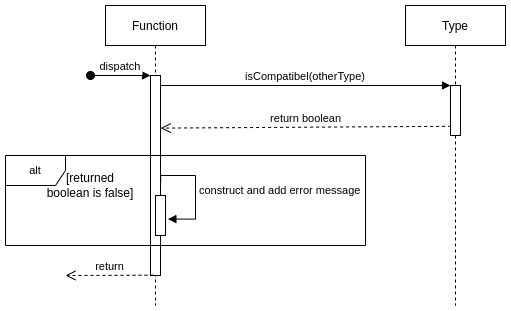 Function
Type
dispatch
isCompatibel(otherType)
return boolean
alt
[returned
boolean is false]
construct and add error message
return